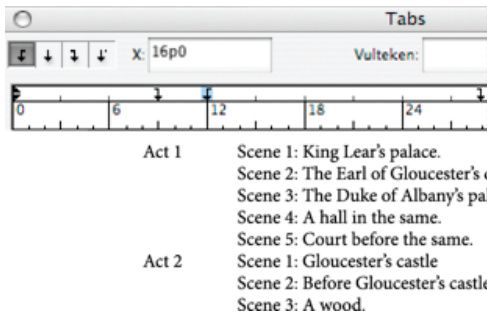 Tabs
X: 16p0 Vulteken:
0 6 12 18 24
Act 1 Scene 1: King Lear's palace.
Scene 2: The Earl of Gloucester's
Scene 3: The Duke of Albany's
Scene 4: A hall in the same.
Scene 5: Court before the same.
Act 2 Scene 1: Gloucester's castle
Scene 2: Before Gloucester's castle
Scene 3: A wood.